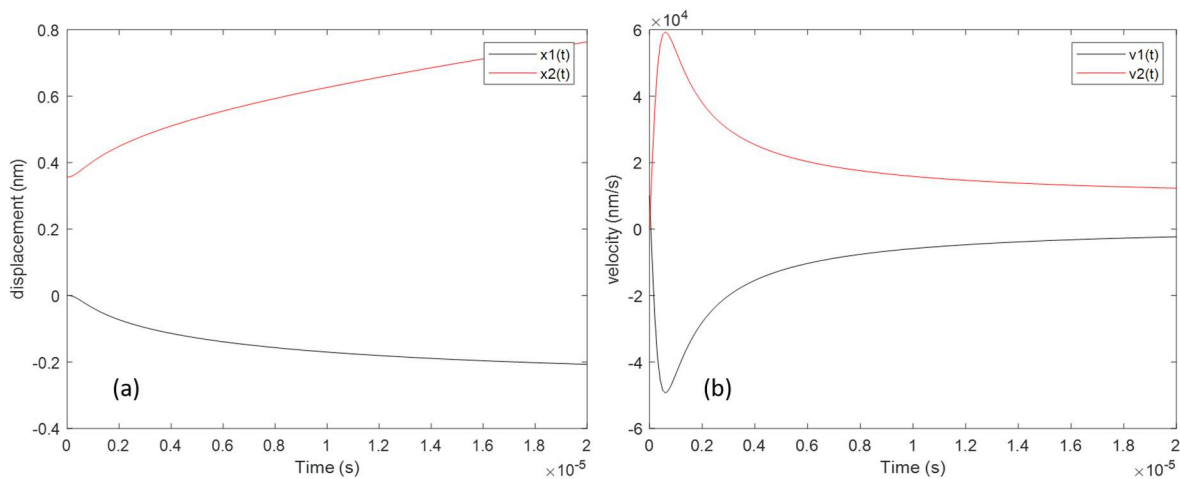 0.8
0.6
0.4
0.2
0
-0.2
-0.4
displacement (nm)
x1(t)
x2(t)
(a)
0 0.2 0.4 0.6 0.8 1 1.2 1.4 1.6 1.8 2
Time (s)
×10-5
×104
6
4
2
0
-2
-4
-6
velocity (nm/s)
v1(t)
v2(t)
(b)
0 0.2 0.4 0.6 0.8 1 1.2 1.4 1.6 1.8 2
Time (s)
×10-5